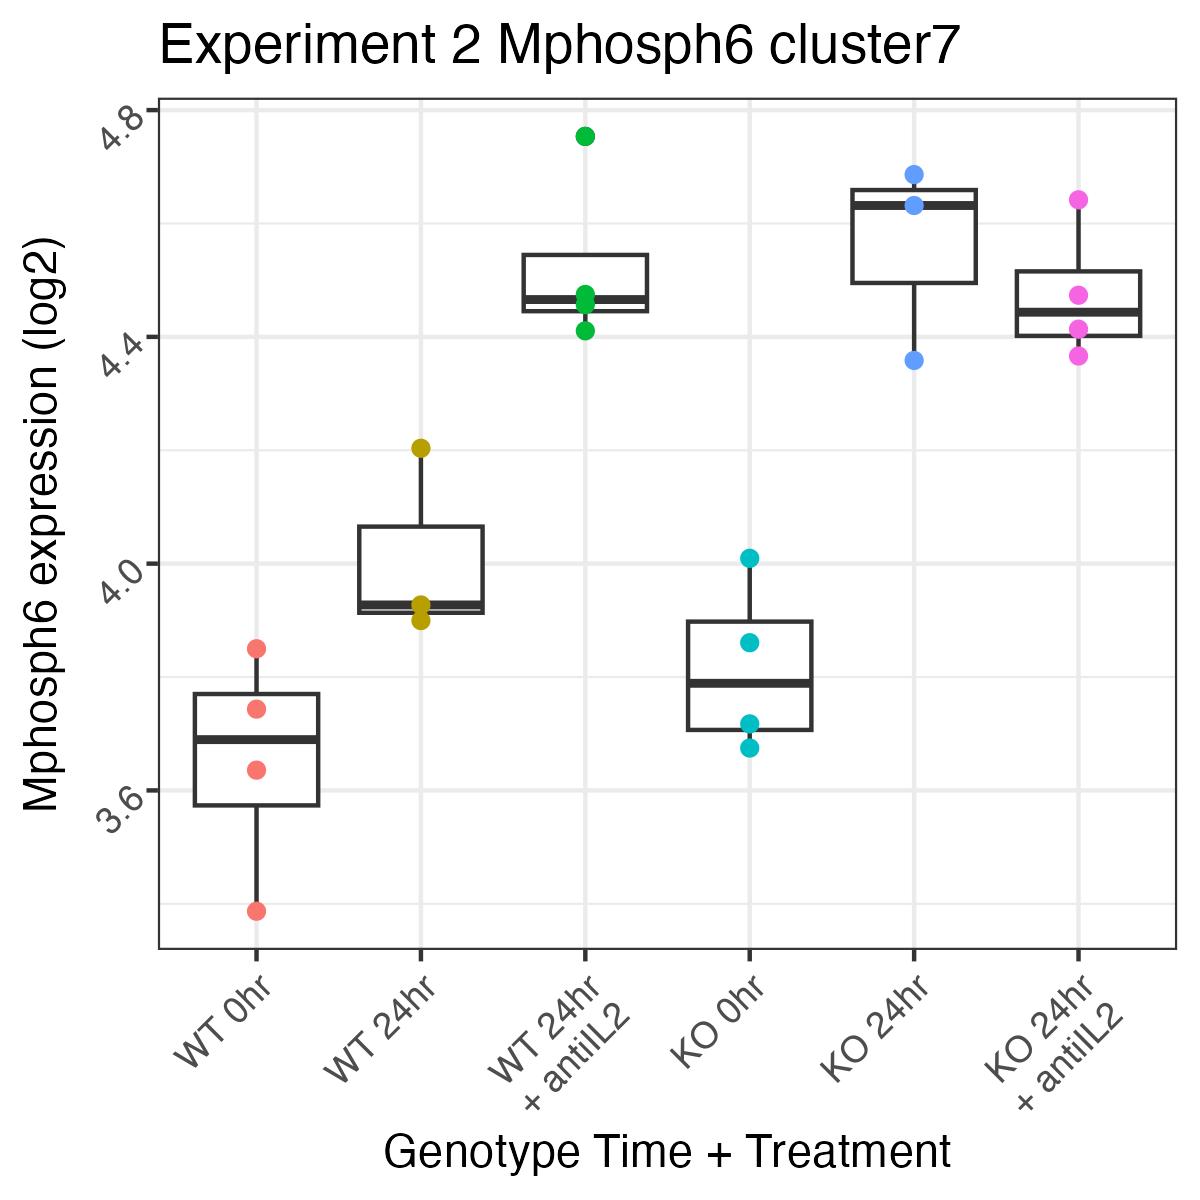 Experiment 2 Mphosph6 cluster7
Mphosph6 expression (log2)
4.8
4.4
4.0
3.6
WT 0hr
WT 24hr
WT 24hr
+ antiIL2
KO 0hr
KO 24hr
KO 24hr
+ antiIL2
Genotype Time + Treatment